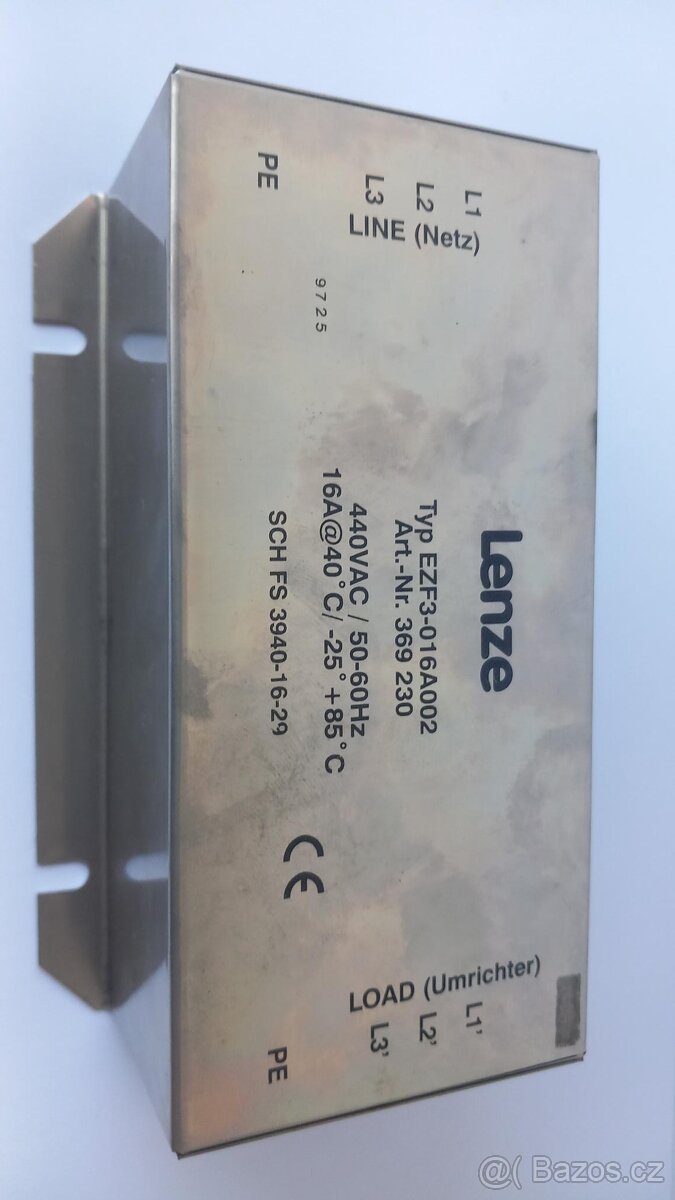 Lenze
Typ EZF3-016A002
Art.-Nr. 369 230
440VAC / 50-60Hz
16A@40°C/ -25° +85°C
SCH FS 3940-16-29
CE
L1
L2
L3
LINE (Netz)
PE
9725
LOAD (Umrichter)
L1'
L2'
L3'
PE
@( Bazos.cz